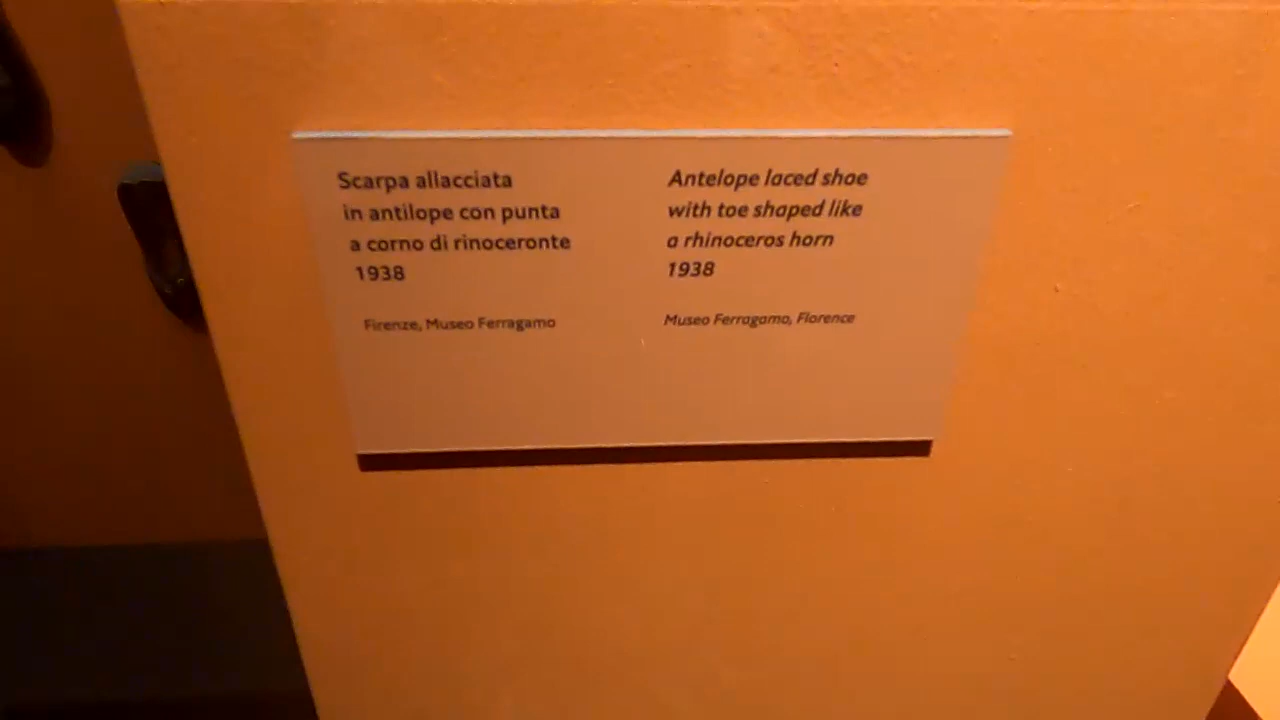 Scarpa allacciata
in antilope con punta
a corno di rinoceronte
1938
Firenze, Museo Ferragamo
Antelope laced shoe
with toe shaped like
a rhinoceros horn
1938
Museo Ferragamo, Florence